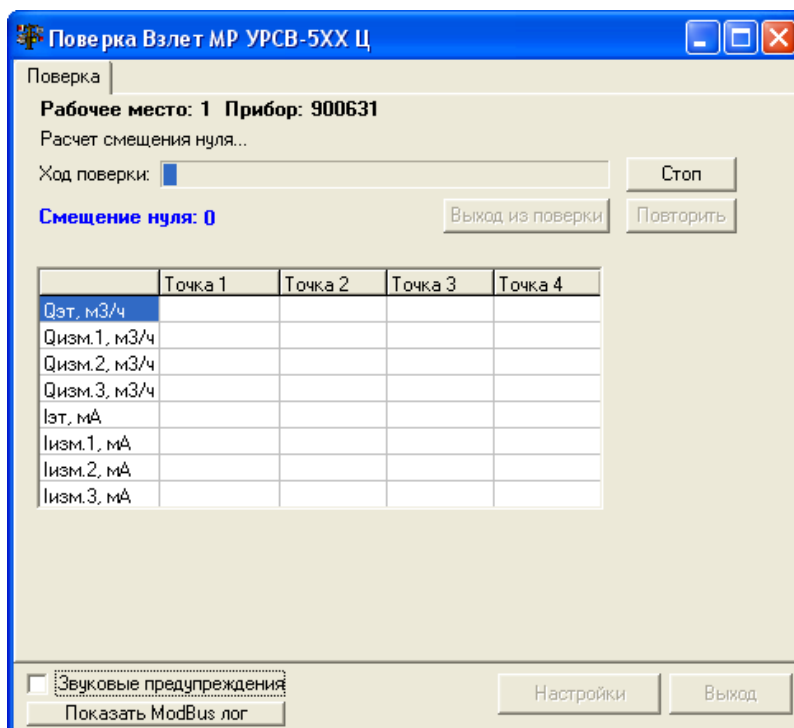 Поверка Взлет МР УРСВ-5ХХ Ц
Поверка
Рабочее место: 1 Прибор: 900631
Расчет смещения нуля...
Ход поверки: Стоп
Смещение нуля: 0 Выход из поверки Повторить
Точка 1 Точка 2 Точка 3 Точка 4
Qэт, м3/ч
Qизм.1, м3/ч
Qизм.2, м3/ч
Qизм.3, м3/ч
Iэт, мА
Iизм.1, мА
Iизм.2, мА
Iизм.3, мА
Звуковые предупреждения
Показать ModBus лог Настройки Выход